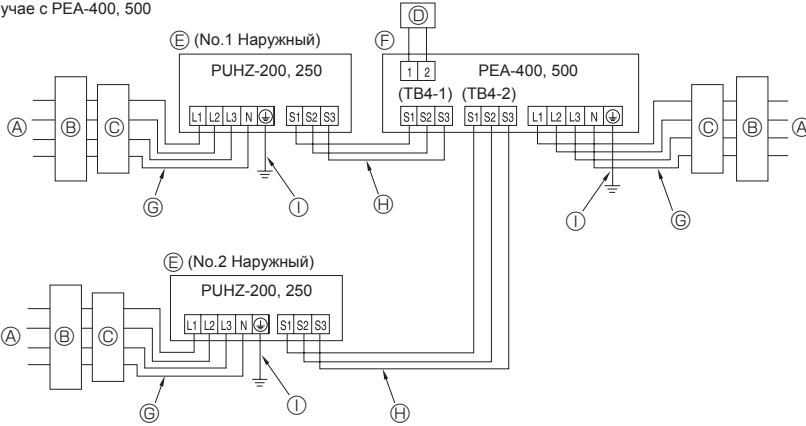 учае с PEA-400, 500
Ⓔ (No.1 Наружный)
PUHZ-200, 250
L1 L2 L3 N
S1 S2 S3
Ⓓ
Ⓕ
1 2
PEA-400, 500
(TB4-1) (TB4-2)
S1 S2 S3
S1 S2 S3
L1 L2 L3 N
Ⓐ
Ⓑ
Ⓒ
Ⓒ
Ⓑ
Ⓐ
Ⓖ
Ⓘ
Ⓗ
Ⓘ
Ⓖ
Ⓔ (No.2 Наружный)
PUHZ-200, 250
L1 L2 L3 N
S1 S2 S3
Ⓐ
Ⓑ
Ⓒ
Ⓖ
Ⓘ
Ⓗ